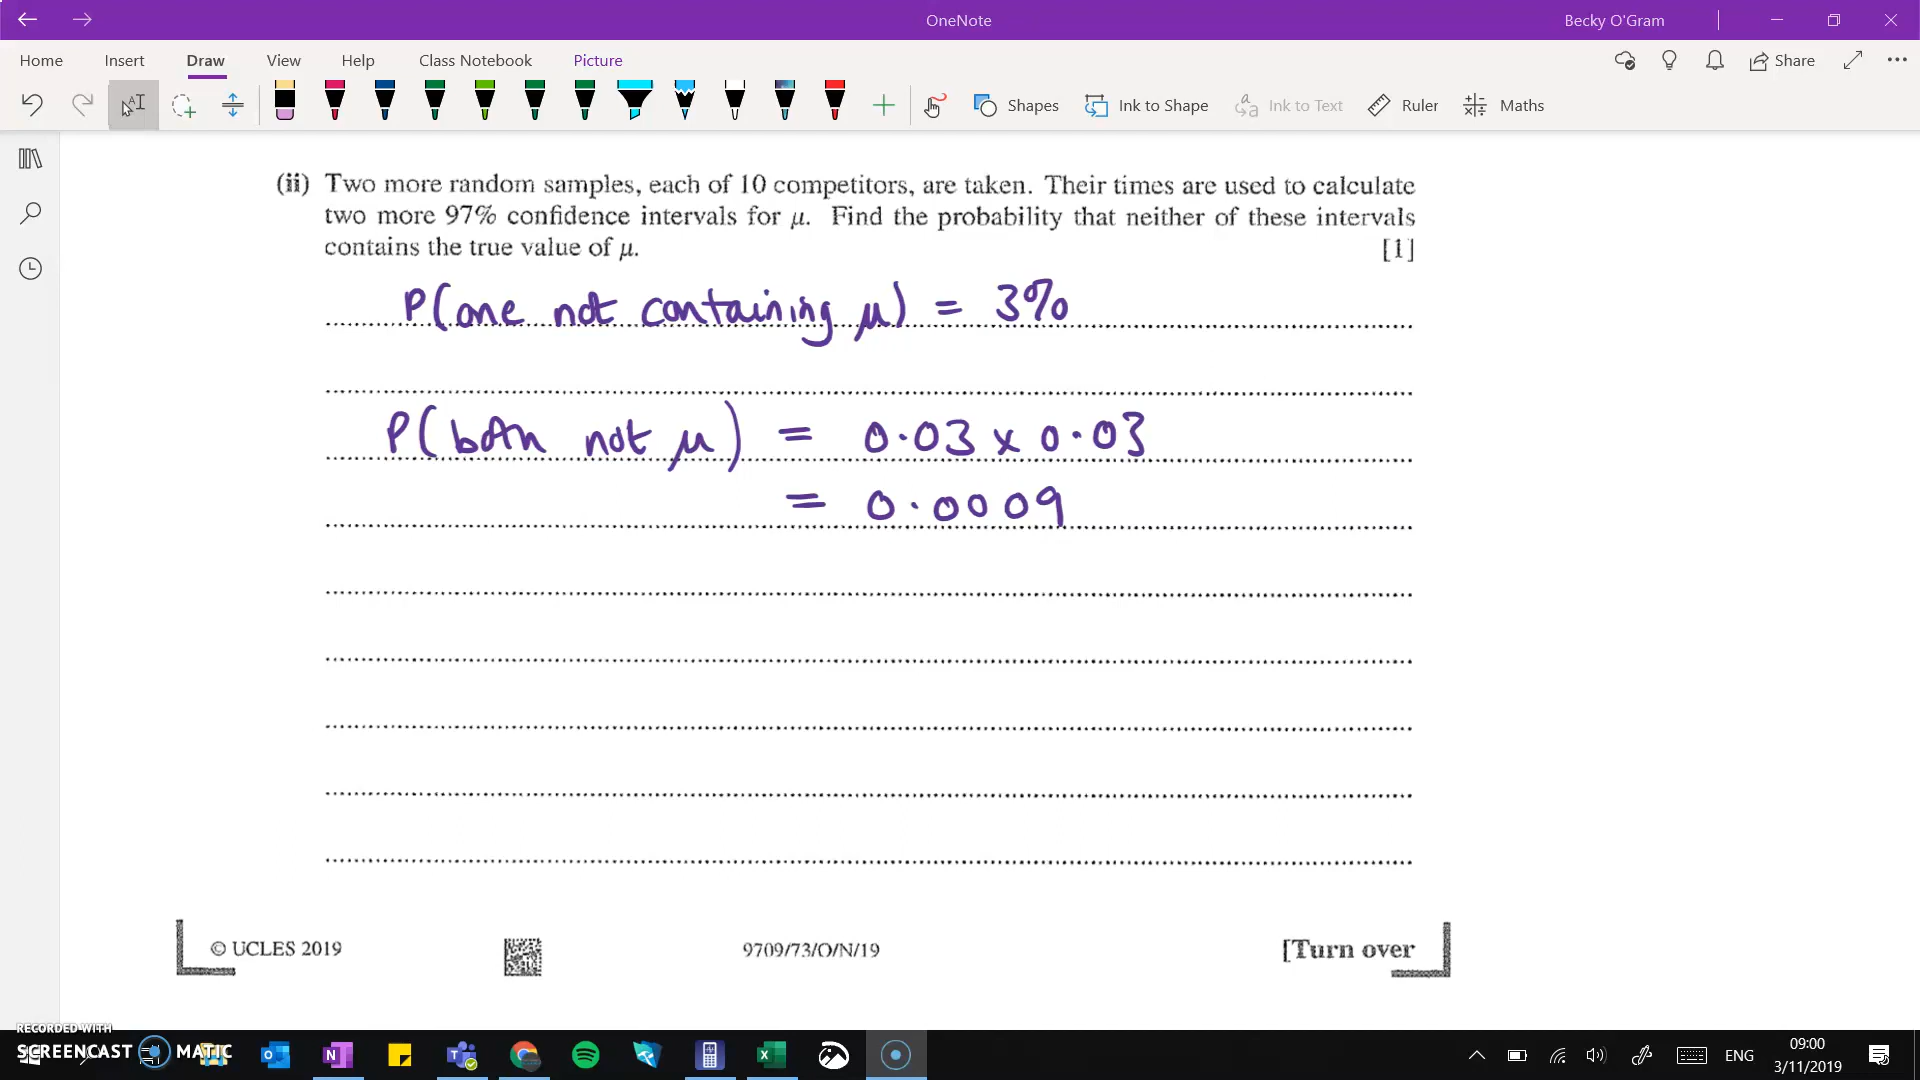 OneNote
Becky O'Gram
Home Insert Draw View Help Class Notebook Picture
Share
Shapes Ink to Shape Ink to Text Ruler Maths
(ii) Two more random samples, each of 10 competitors, are taken. Their times are used to calculate
two more 97% confidence intervals for μ. Find the probability that neither of these intervals
contains the true value of μ. [1]
P(one not containing μ) = 3%
P(both not μ) = 0.03 x 0.03
= 0.0009
© UCLES 2019 9709/73/O/N/19 [Turn over
RECORDED WITH
SCREENCAST MATIC
ENG
09:00
3/11/2019